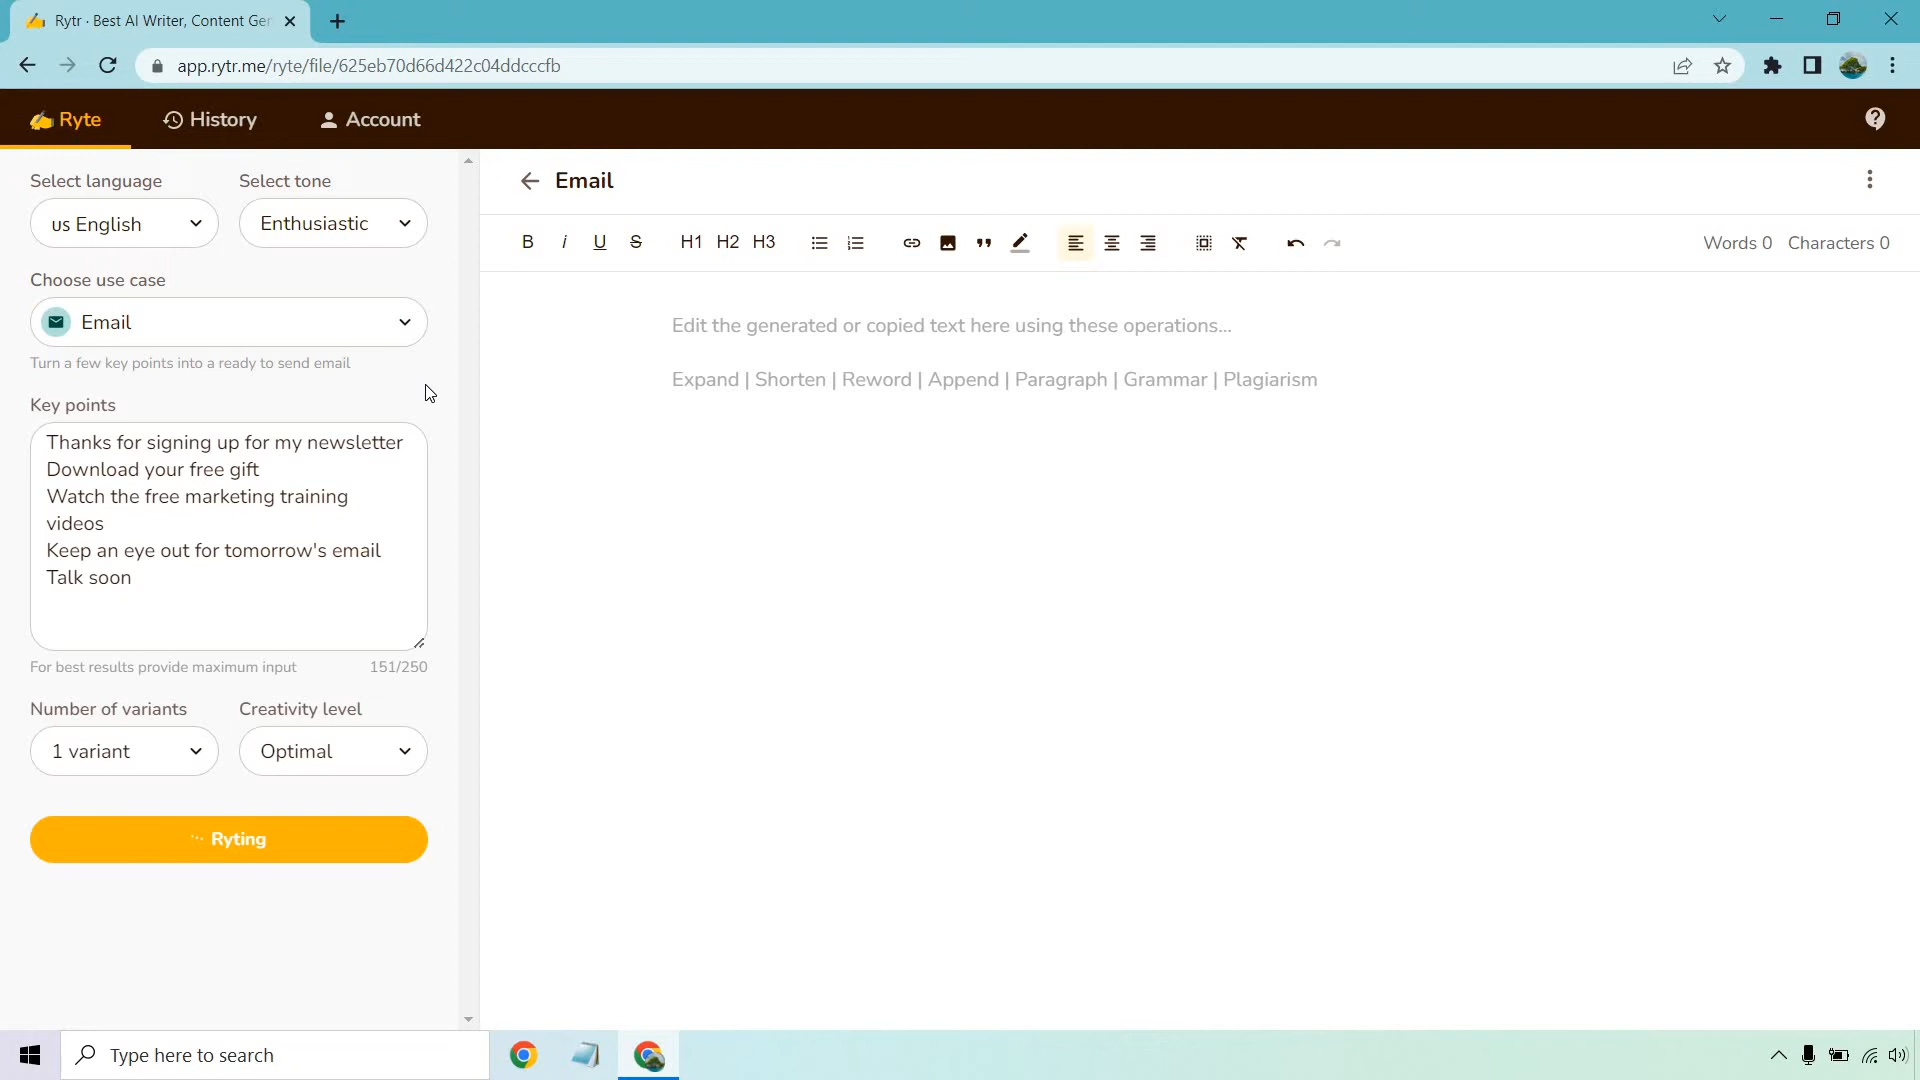 Rytr · Best AI Writer, Content Gen
app.rytr.me/ryte/file/625eb70d66d422c04ddcccfb
Ryte
History
Account
Select language
Select tone
us English
Enthusiastic
Choose use case
Email
Turn a few key points into a ready to send email
Key points
Thanks for signing up for my newsletter
Download your free gift
Watch the free marketing training
videos
Keep an eye out for tomorrow's email
Talk soon
For best results provide maximum input
151/250
Number of variants
Creativity level
1 variant
Optimal
Ryting
Email
B i U S H1 H2 H3
Words 0 Characters 0
Edit the generated or copied text here using these operations...
Expand | Shorten | Reword | Append | Paragraph | Grammar | Plagiarism
Type here to search